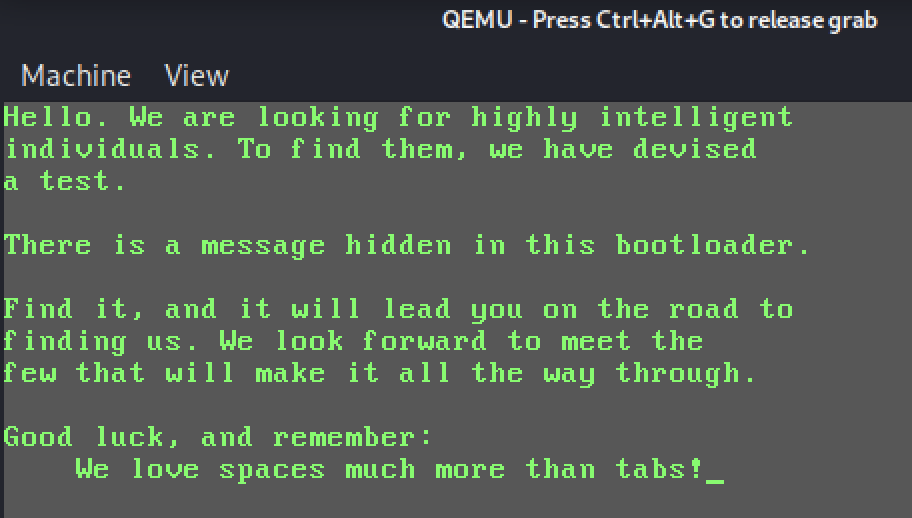 QEMU - Press Ctrl+Alt+G to release grab
Machine View
Hello. We are looking for highly intelligent
individuals. To find them, we have devised
a test.
There is a message hidden in this bootloader.
Find it, and it will lead you on the road to
finding us. We look forward to meet the
few that will make it all the way through.
Good luck, and remember:
We love spaces much more than tabs!_